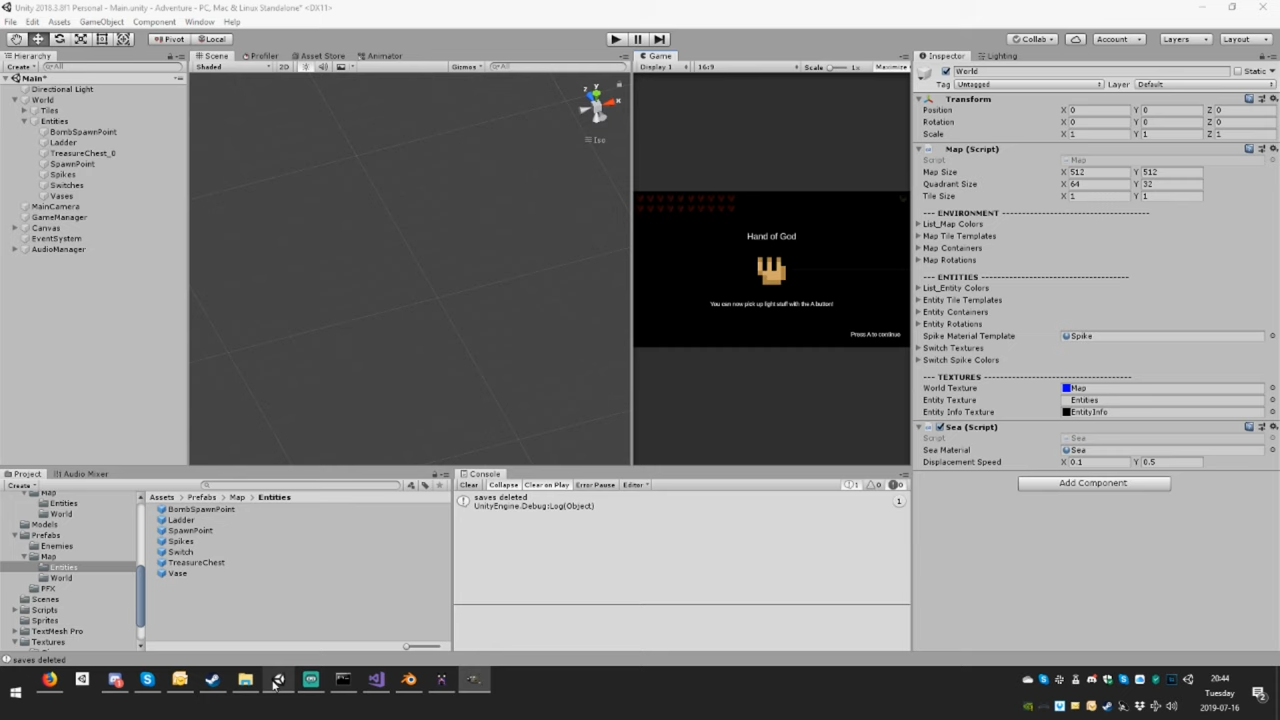 Unity 2018.3.8f1 Personal - Main.unity - Adventure - PC, Mac & Linux Standalone* <DX11>
File Edit Assets GameObject Component Window Help
Pivot Local Collab Account Layers Layout
Hierarchy Scene Profiler Asset Store Animator Game Inspector Lighting
Create All Shaded 2D Gizmos All Display 1 16:9 Scale 1x Maximize World Static
Main*
Tag Untagged Layer Default
Directional Light
World
Tiles
Entities
BombSpawnPoint
Ladder
TreasureChest_0
SpawnPoint
Spikes
Switches
Vases
MainCamera
GameManager
Canvas
EventSystem
AudioManager
y
z
x
Iso
Hand of God
You can now pick up light stuff with the A button!
Press A to continue
Transform
Position X 0 Y 0 Z 0
Rotation X 0 Y 0 Z 0
Scale X 1 Y 1 Z 1
Map (Script)
Script Map
Map Size X 512 Y 512
Quadrant Size X 64 Y 32
Tile Size X 1 Y 1
--- ENVIRONMENT ---
List_Map Colors
Map Tile Templates
Map Containers
Map Rotations
--- ENTITIES ---
List_Entity Colors
Entity Tile Templates
Entity Containers
Entity Rotations
Spike Material Template Spike
Switch Textures
Switch Spike Colors
--- TEXTURES ---
World Texture Map
Entity Texture Entities
Entity Info Texture EntityInfo
Sea (Script)
Script Sea
Sea Material Sea
Displacement Speed X 0.1 Y 0.5
Add Component
Project Audio Mixer
Create
Map
Entities
World
Models
Prefabs
Enemies
Map
Entities
World
PFX
Scenes
Scripts
Sprites
TextMesh Pro
Textures
Assets Prefabs Map Entities
BombSpawnPoint
Ladder
SpawnPoint
Spikes
Switch
TreasureChest
Vase
Console
Clear Collapse Clear on Play Error Pause Editor 1 0 0
saves deleted
UnityEngine.Debug:Log(Object)
1
saves deleted
20:44
Tuesday
2019-07-16
2